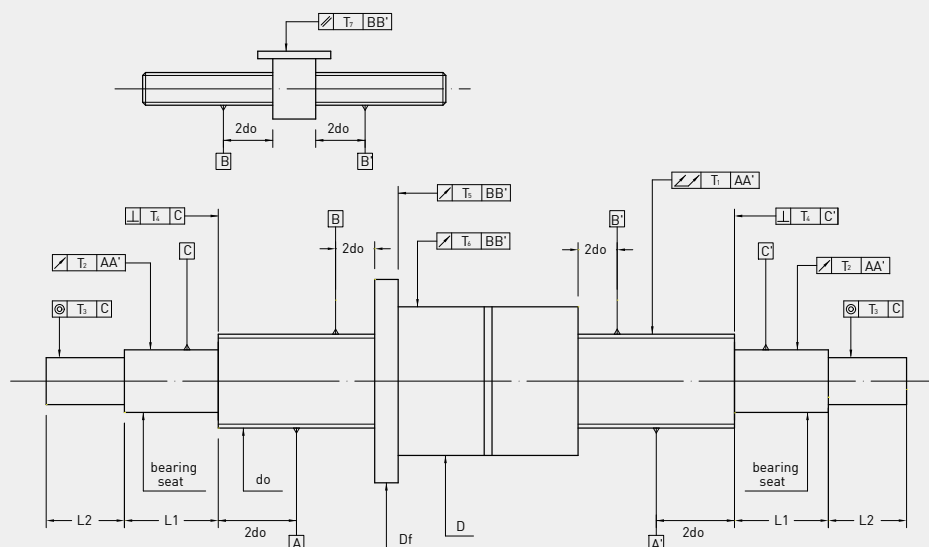 T₇ BB'
2do 2do
B B'
T₅ BB'
T₁ AA'
T₄ C
B
T₆ BB'
B'
T₄ C'
C
2do
2do
C'
T₂ AA'
T₂ AA'
T₃ C
T₃ C
bearing
seat
do
D
bearing
seat
L2 L1 2do 2do L1 L2
A Df A'